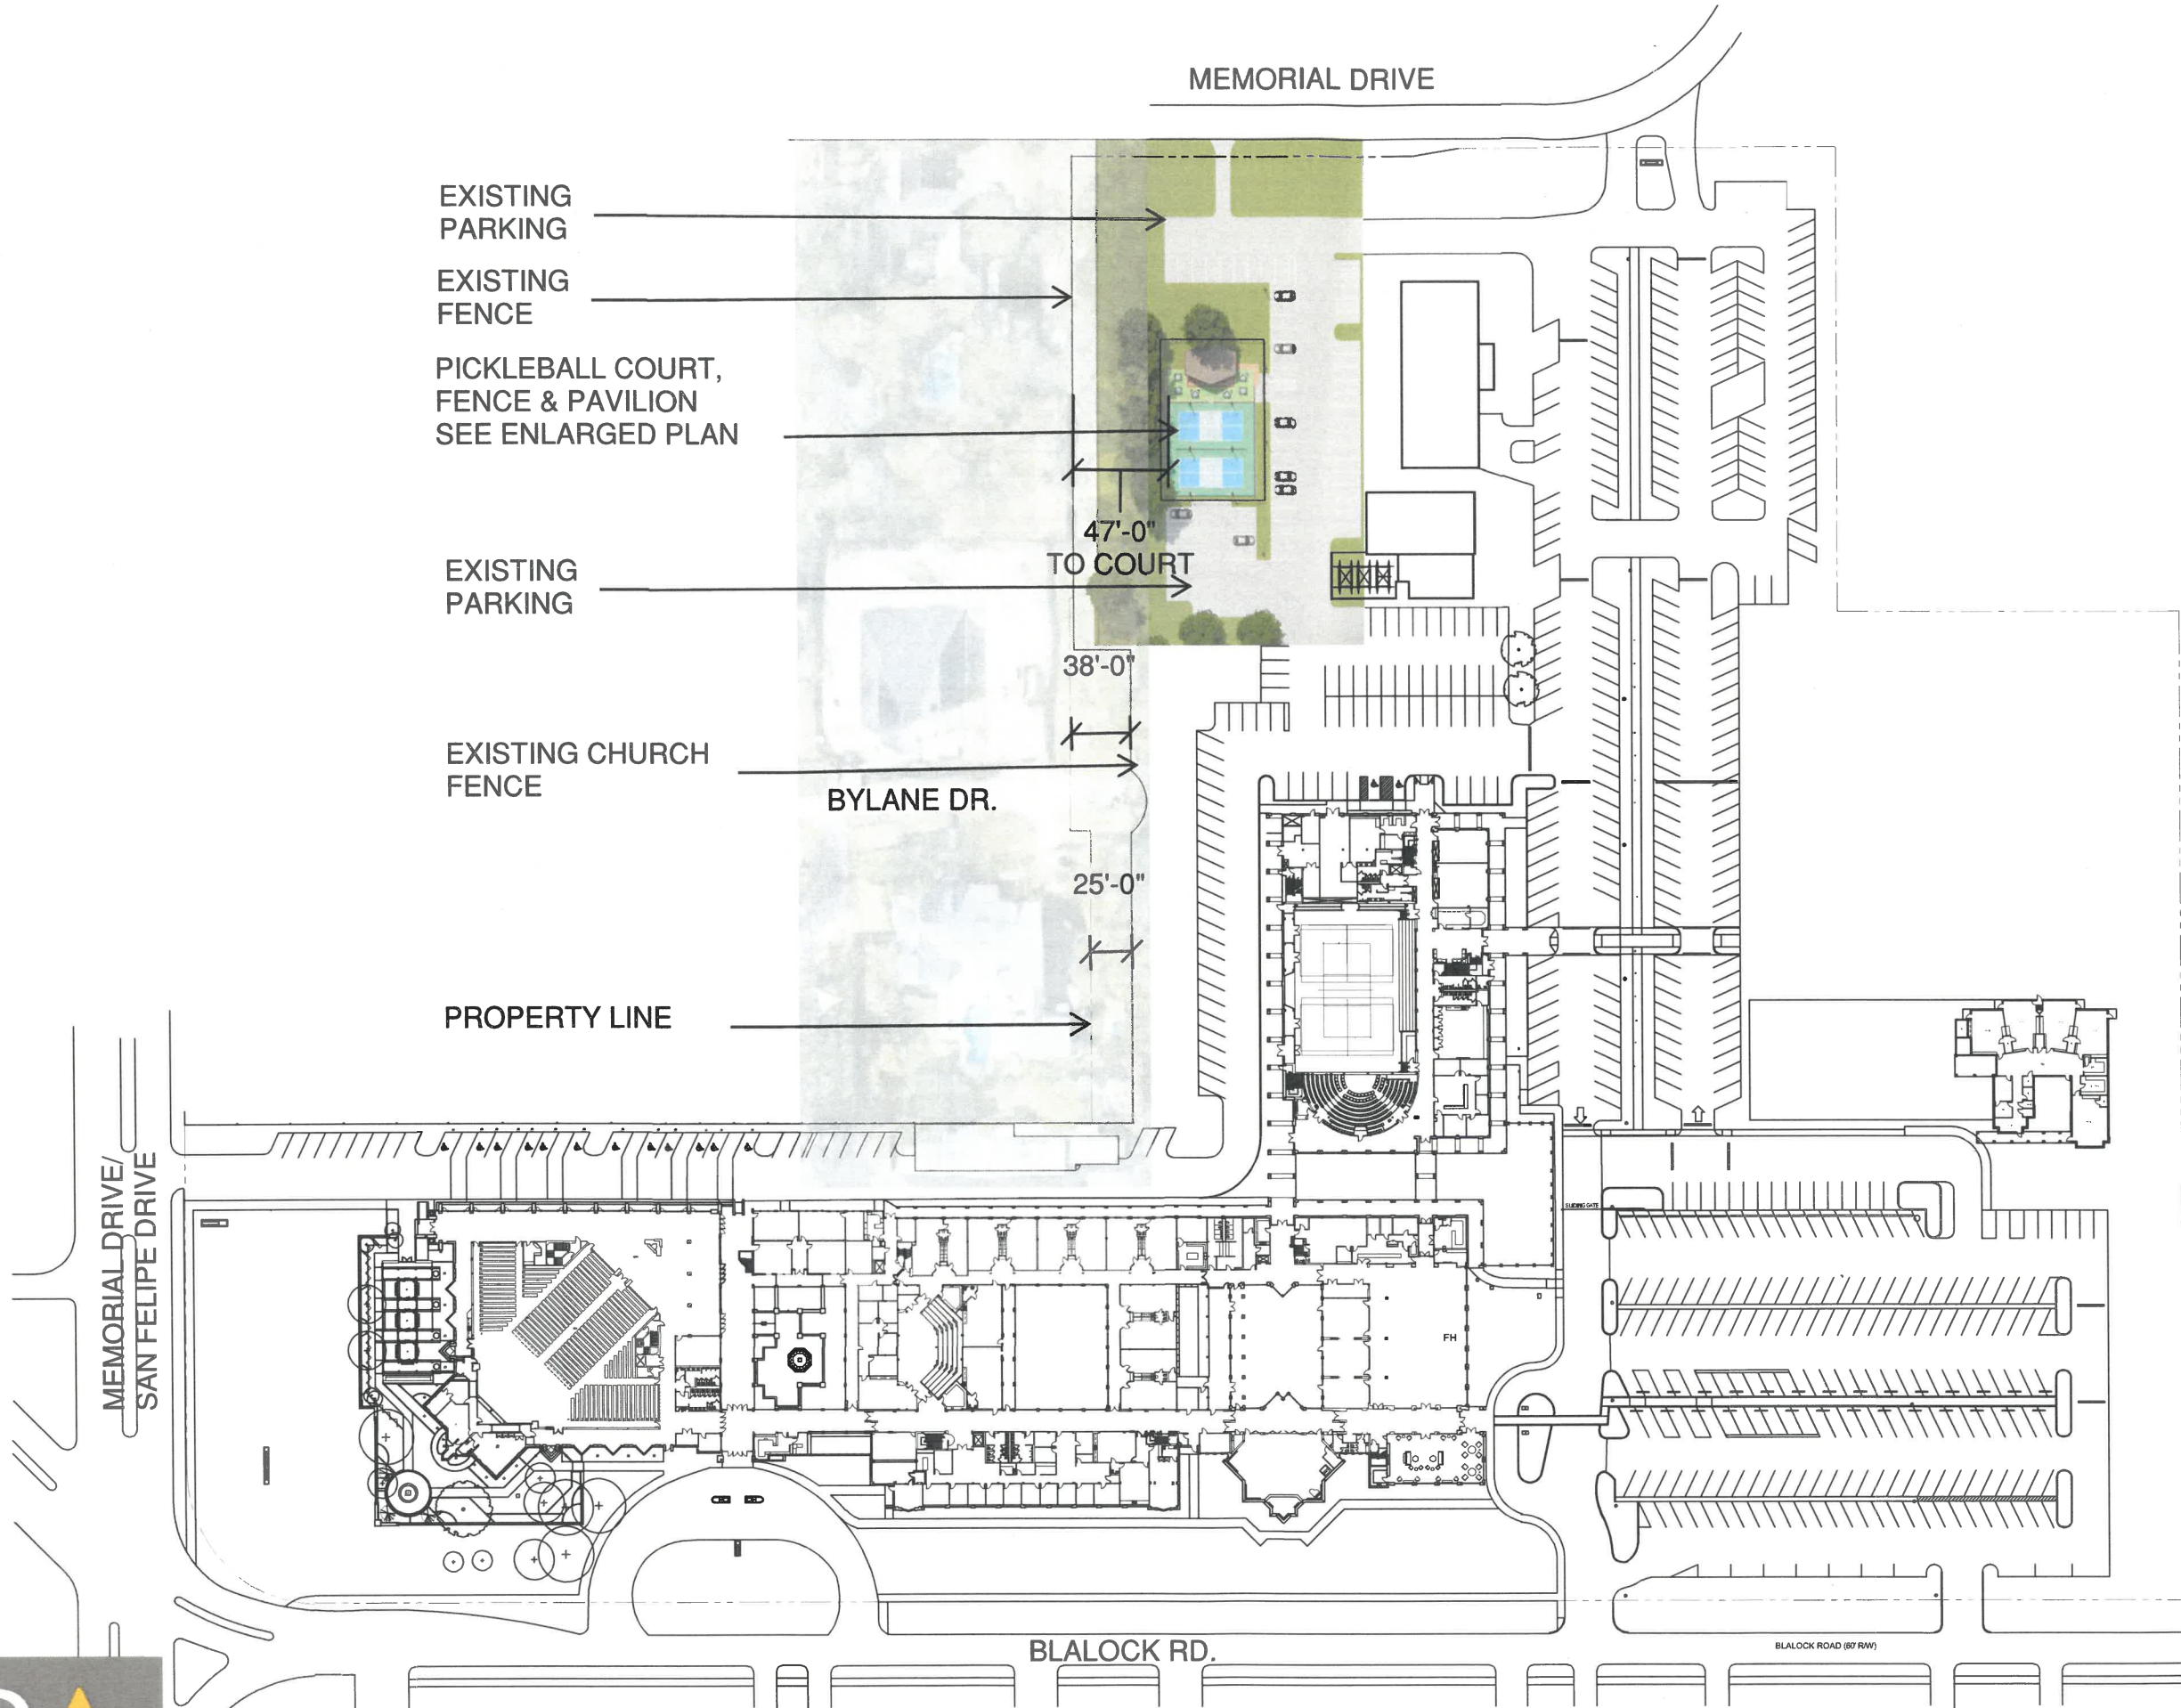 MEMORIAL DRIVE
EXISTING
PARKING
EXISTING
FENCE
PICKLEBALL COURT,
FENCE & PAVILION
SEE ENLARGED PLAN
47'-0"
TO COURT
EXISTING
PARKING
38'-0"
EXISTING CHURCH
FENCE
BYLANE DR.
25'-0"
PROPERTY LINE
MEMORIAL DRIVE/
SAN FELIPE DRIVE
SLIDING GATE
FH
BLALOCK RD.
BLALOCK ROAD (60' R/W)